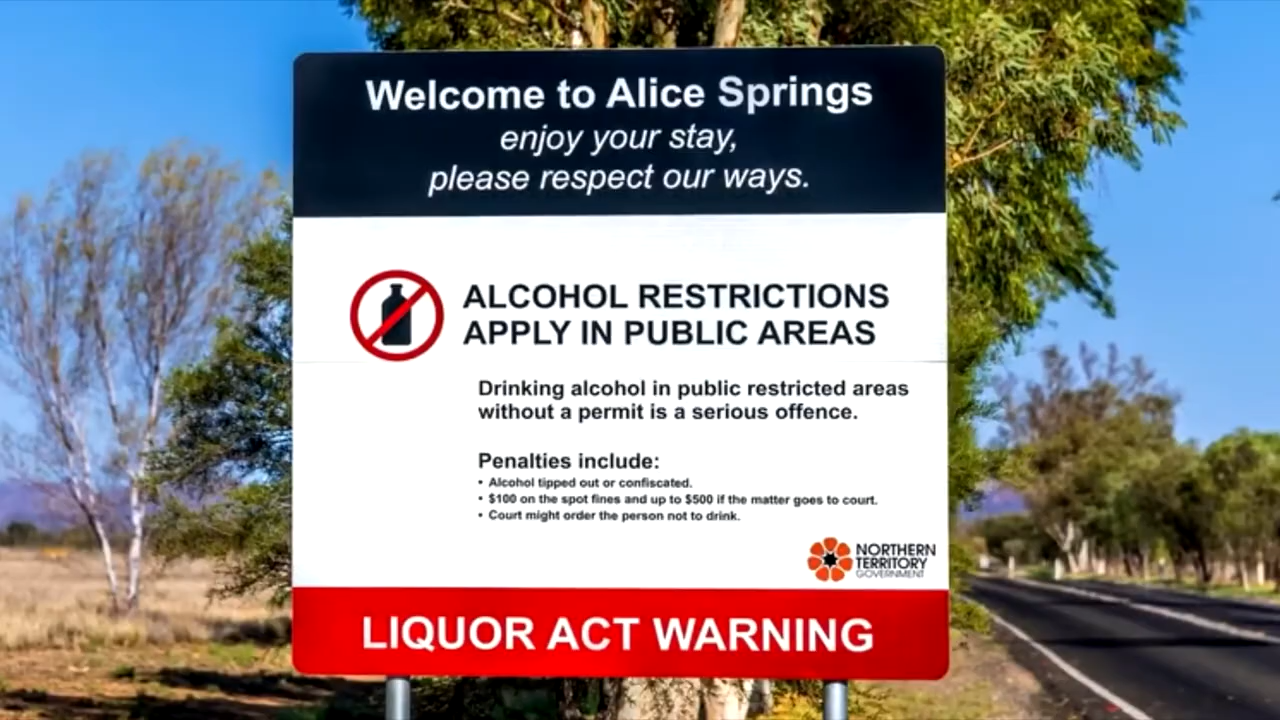 Welcome to Alice Springs
enjoy your stay,
please respect our ways.
ALCOHOL RESTRICTIONS
APPLY IN PUBLIC AREAS
Drinking alcohol in public restricted areas
without a permit is a serious offence.
Penalties include:
• Alcohol tipped out or confiscated.
• $100 on the spot fines and up to $500 if the matter goes to court.
• Court might order the person not to drink.
NORTHERN
TERRITORY
GOVERNMENT
LIQUOR ACT WARNING